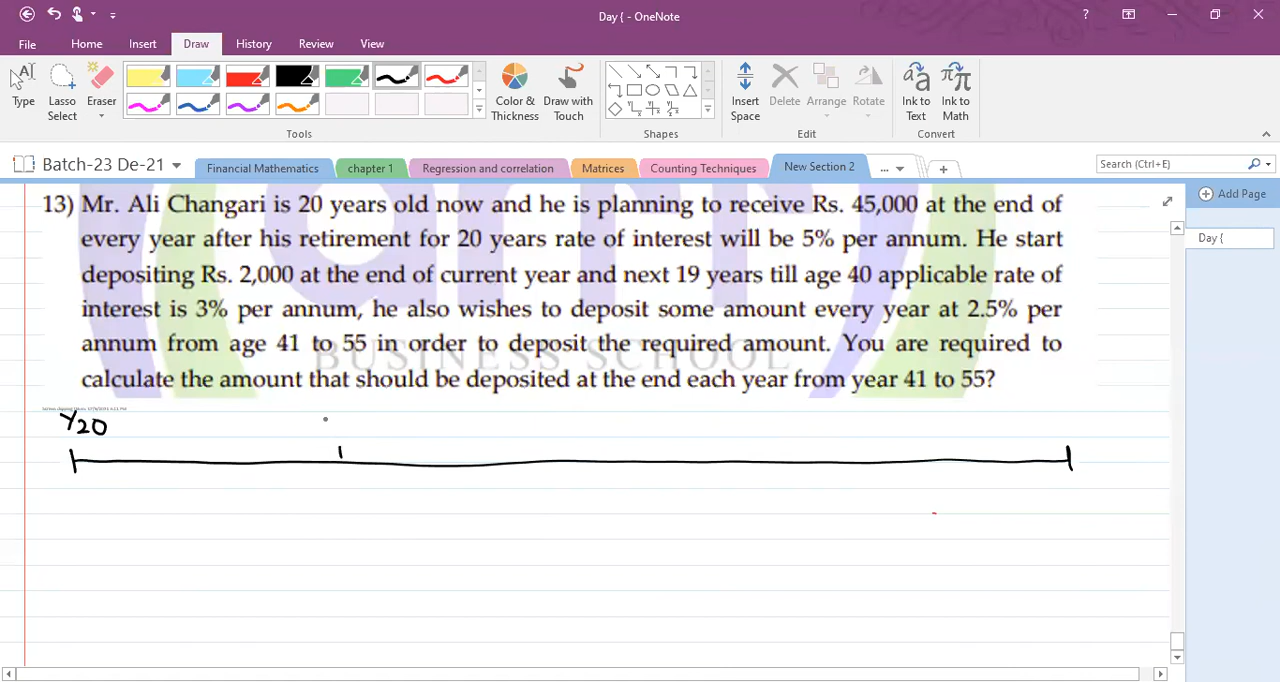 Day { - OneNote
File Home Insert Draw History Review View
Type Lasso Select Eraser Color & Thickness Draw with Touch Insert Space Delete Arrange Rotate Ink to Text Ink to Math
Tools Shapes Edit Convert
Batch-23 De-21 Financial Mathematics chapter 1 Regression and correlation Matrices Counting Techniques New Section 2 ... Search (Ctrl+E)
Add Page
Day {
13) Mr. Ali Changari is 20 years old now and he is planning to receive Rs. 45,000 at the end of
every year after his retirement for 20 years rate of interest will be 5% per annum. He start
depositing Rs. 2,000 at the end of current year and next 19 years till age 40 applicable rate of
interest is 3% per annum, he also wishes to deposit some amount every year at 2.5% per
annum from age 41 to 55 in order to deposit the required amount. You are required to
BUSINESS SCHOOL
calculate the amount that should be deposited at the end each year from year 41 to 55?
Y20